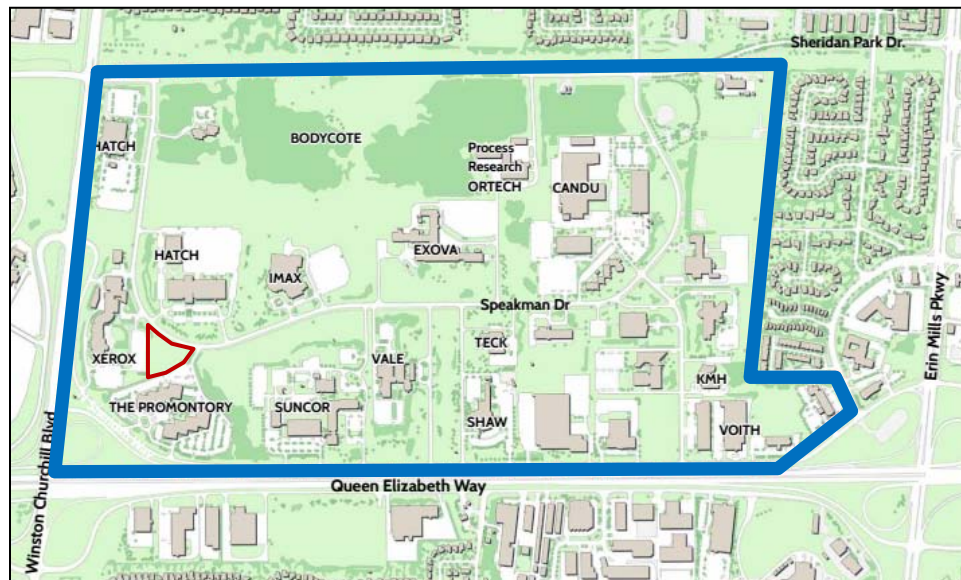 Sheridan Park Dr.
HATCH
BODYCOTE
Process
Research
ORTECH
CANDU
HATCH
EXOVA
IMAX
Speakman Dr
XEROX
TECK
VALE
KMH
THE PROMONTORY
SUNCOR
SHAW
VOITH
Erin Mills Pkwy
Winston Churchill Blvd
Queen Elizabeth Way